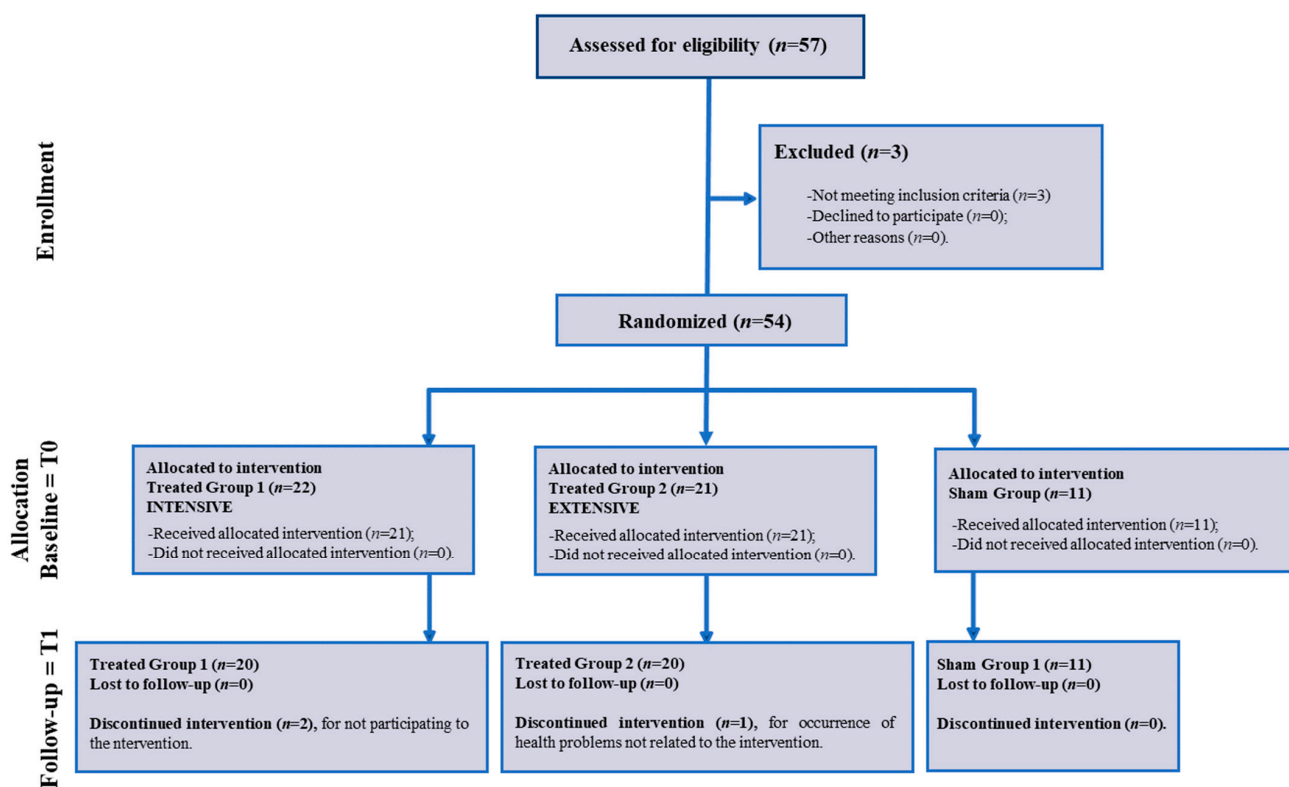 Assessed for eligibility (n=57)
Enrollment
Excluded (n=3)
-Not meeting inclusion criteria (n=3)
-Declined to participate (n=0);
-Other reasons (n=0).
Randomized (n=54)
Allocation
Baseline = T0
Allocated to intervention
Treated Group 1 (n=22)
INTENSIVE
-Received allocated intervention (n=21);
-Did not received allocated intervention (n=0).
Allocated to intervention
Treated Group 2 (n=21)
EXTENSIVE
-Received allocated intervention (n=21);
-Did not received allocated intervention (n=0).
Allocated to intervention
Sham Group (n=11)
-Received allocated intervention (n=11);
-Did not received allocated intervention (n=0).
Follow-up = T1
Treated Group 1 (n=20)
Lost to follow-up (n=0)
Discontinued intervention (n=2), for not participating to
the ntervention.
Treated Group 2 (n=20)
Lost to follow-up (n=0)
Discontinued intervention (n=1), for occurrence of
health problems not related to the intervention.
Sham Group 1 (n=11)
Lost to follow-up (n=0)
Discontinued intervention (n=0).